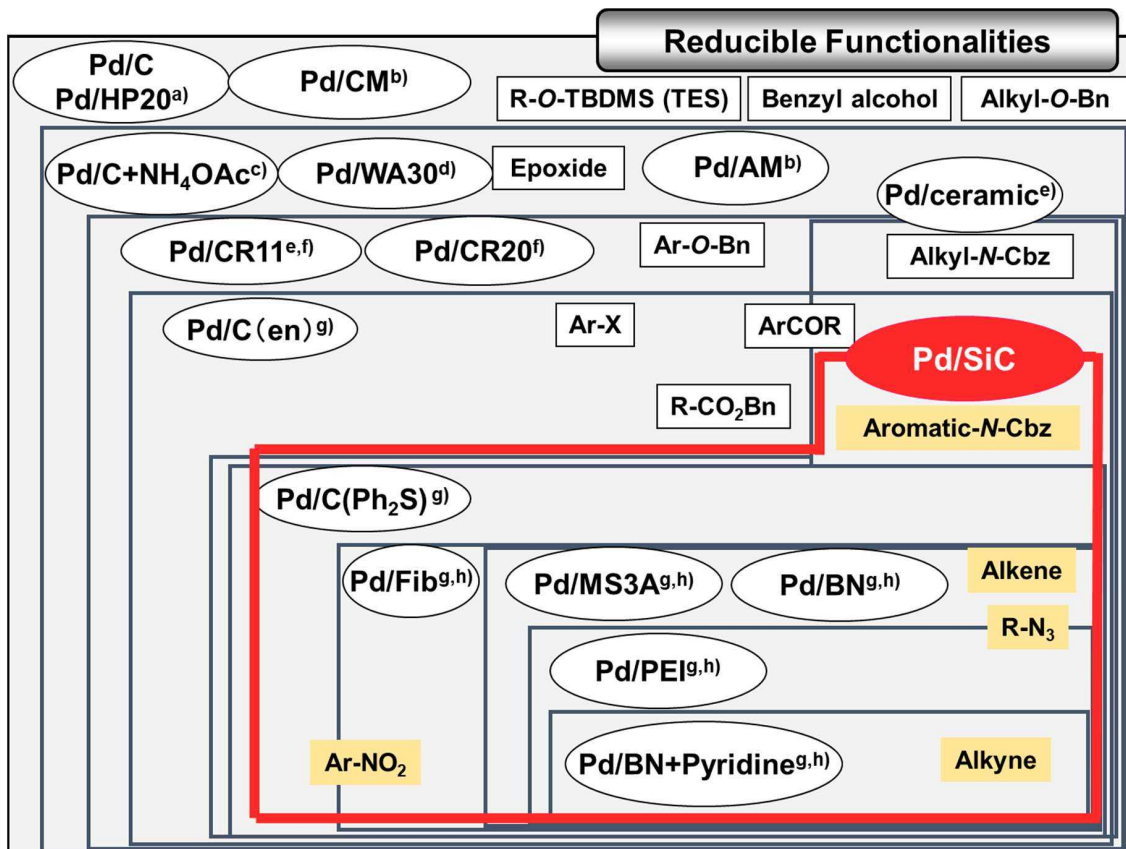 Reducible Functionalities
Pd/C
Pd/HP20a)
Pd/CMb)
R-O-TBDMS (TES)
Benzyl alcohol
Alkyl-O-Bn
Pd/C+NH4OAcc)
Pd/WA30d)
Epoxide
Pd/AMb)
Pd/ceramice)
Pd/CR11e,f)
Pd/CR20f)
Ar-O-Bn
Alkyl-N-Cbz
Pd/C(en)g)
Ar-X
ArCOR
Pd/SiC
R-CO2Bn
Aromatic-N-Cbz
Pd/C(Ph2S)g)
Pd/Fibg,h)
Pd/MS3Ag,h)
Pd/BNg,h)
Alkene
R-N3
Pd/PEIg,h)
Ar-NO2
Pd/BN+Pyridineg,h)
Alkyne